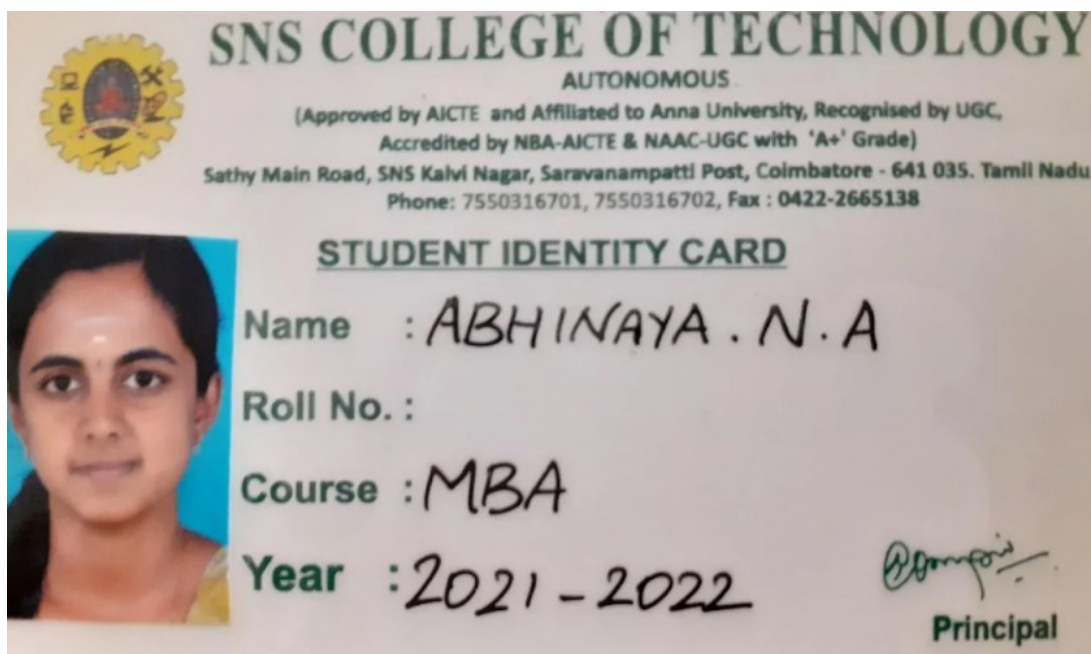 SNS COLLEGE OF TECHNOLOGY
AUTONOMOUS
(Approved by AICTE and Affiliated to Anna University, Recognised by UGC,
Accredited by NBA-AICTE & NAAC-UGC with 'A+' Grade)
Sathy Main Road, SNS Kalvi Nagar, Saravanampatti Post, Coimbatore - 641 035. Tamil Nadu
Phone: 7550316701, 7550316702, Fax : 0422-2665138
STUDENT IDENTITY CARD
Name : ABHINAYA . N . A
Roll No. :
Course : MBA
Year : 2021 - 2022
Principal